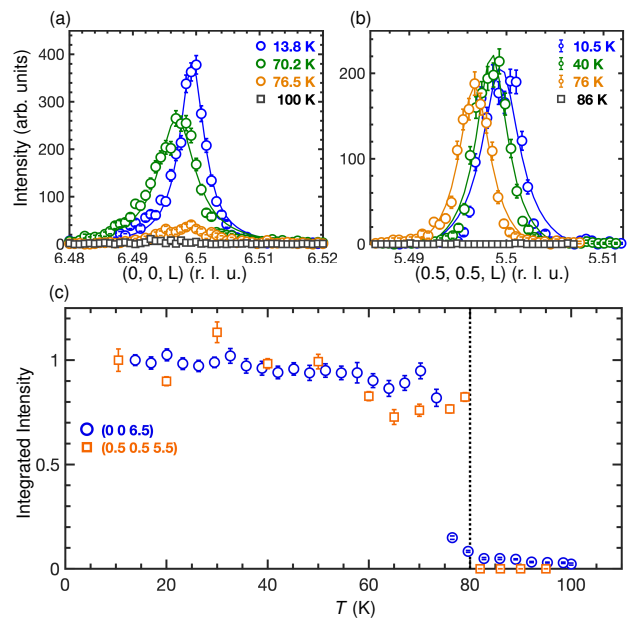 (a)
13.8 K
70.2 K
76.5 K
100 K
Intensity (arb. units)
400
300
200
100
0
6.48
6.49
6.5
6.51
6.52
(0, 0, L) (r. l. u.)
(b)
10.5 K
40 K
76 K
86 K
200
100
0
5.49
5.5
5.51
(0.5, 0.5, L) (r. l. u.)
(c)
Integrated Intensity
1
0.5
0
(0 0 6.5)
(0.5 0.5 5.5)
0
20
40
60
80
100
T (K)